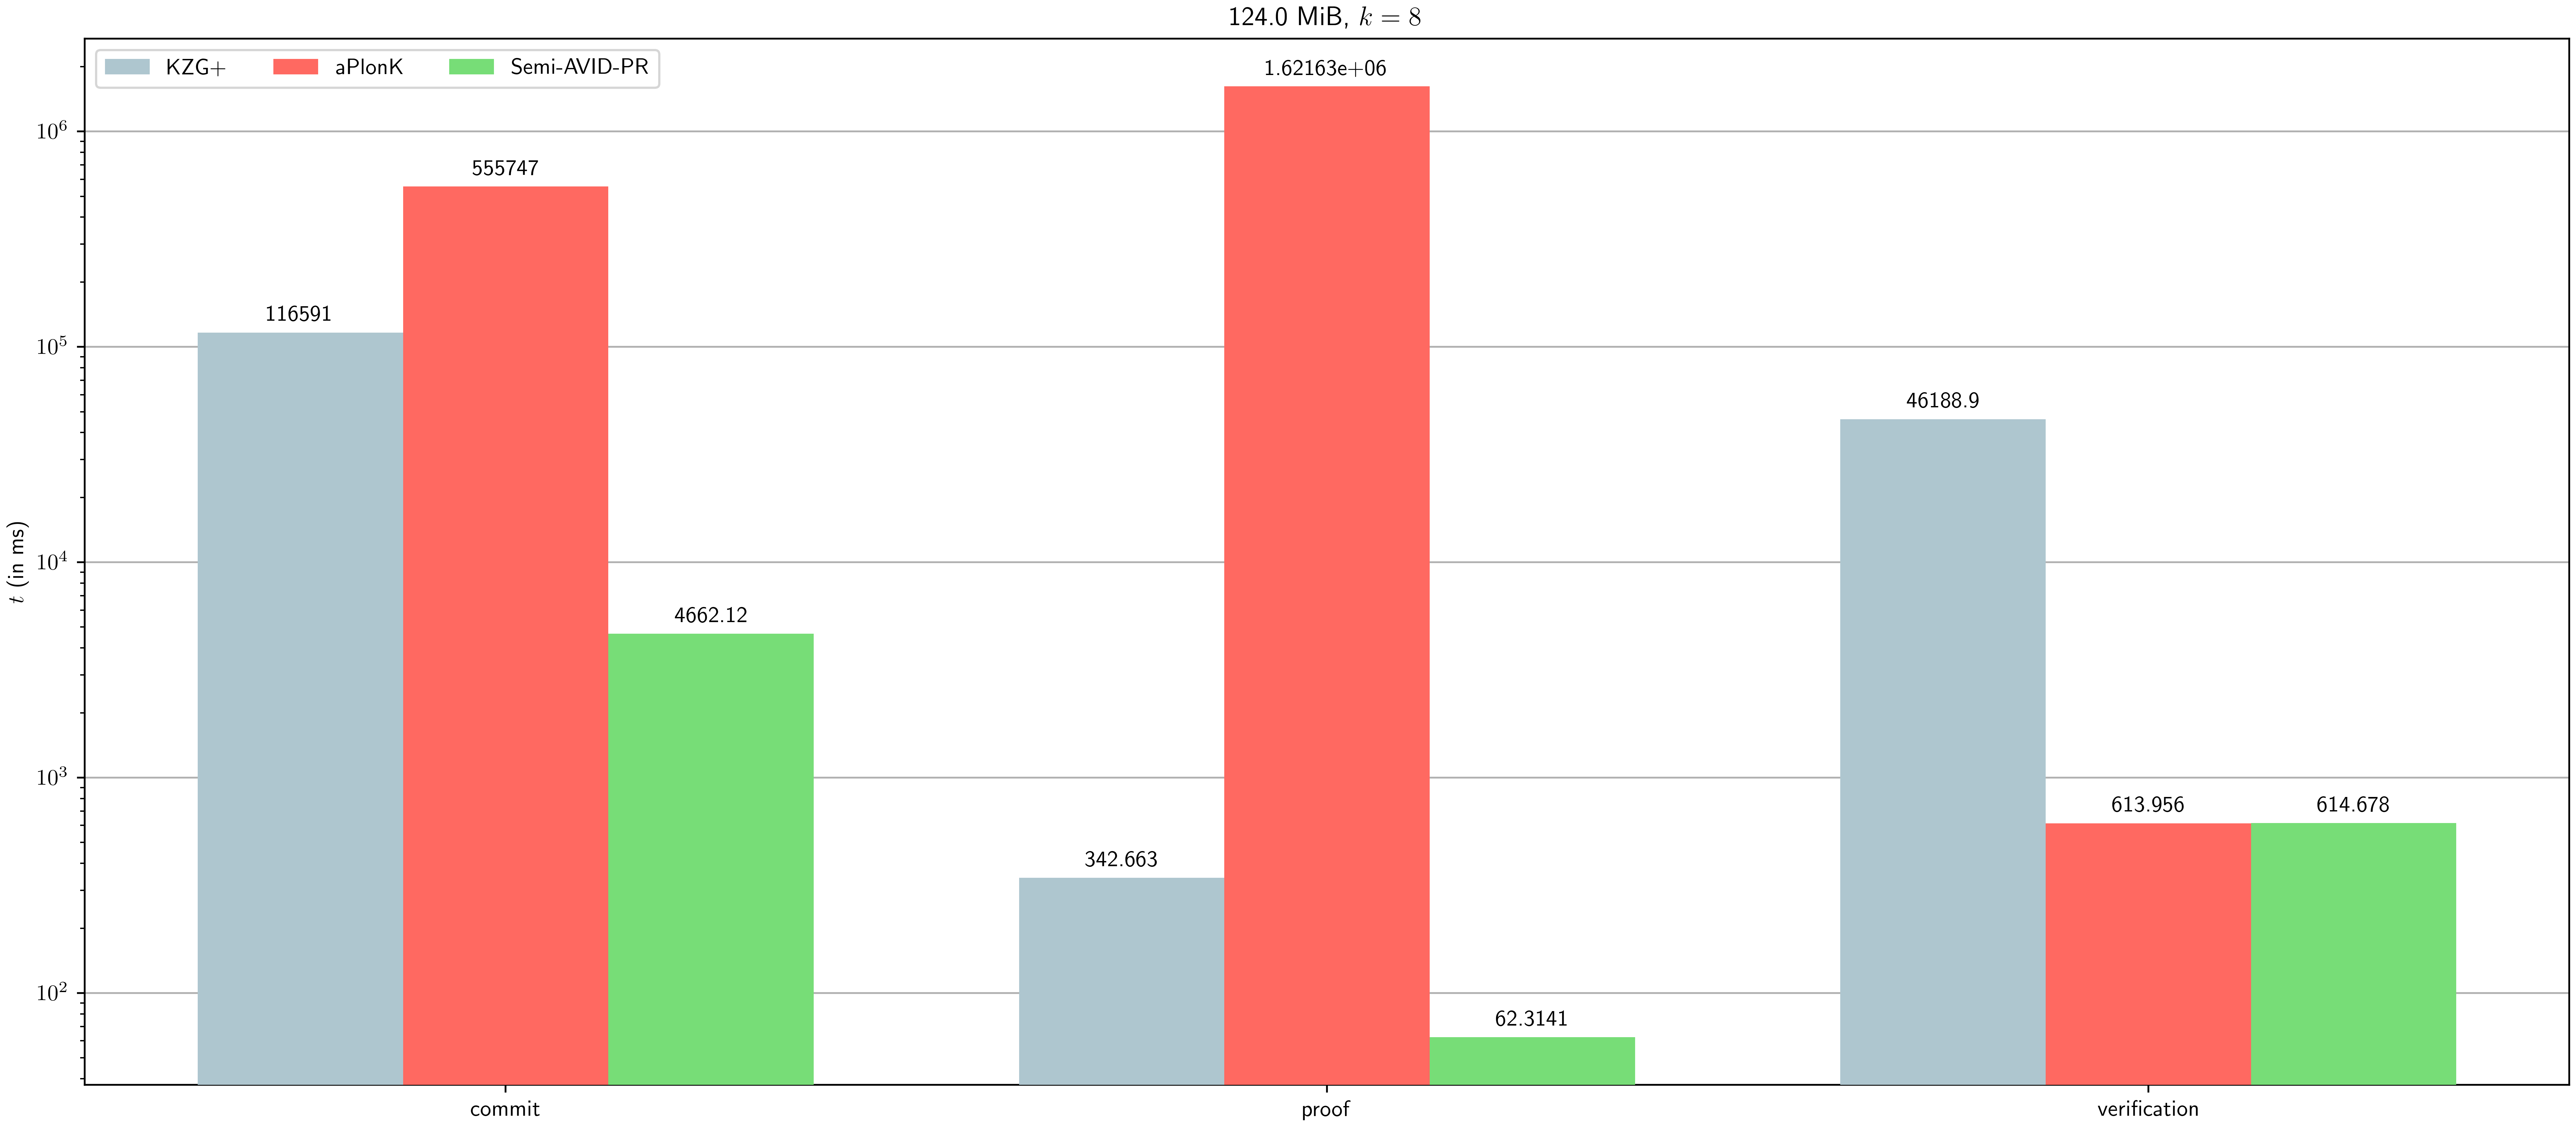 124.0 MiB, k = 8
KZG+ aPlonK Semi-AVID-PR
t (in ms)
10^6
10^5
10^4
10^3
10^2
116591
555747
4662.12
342.663
1.62163e+06
62.3141
46188.9
613.956
614.678
commit proof verification